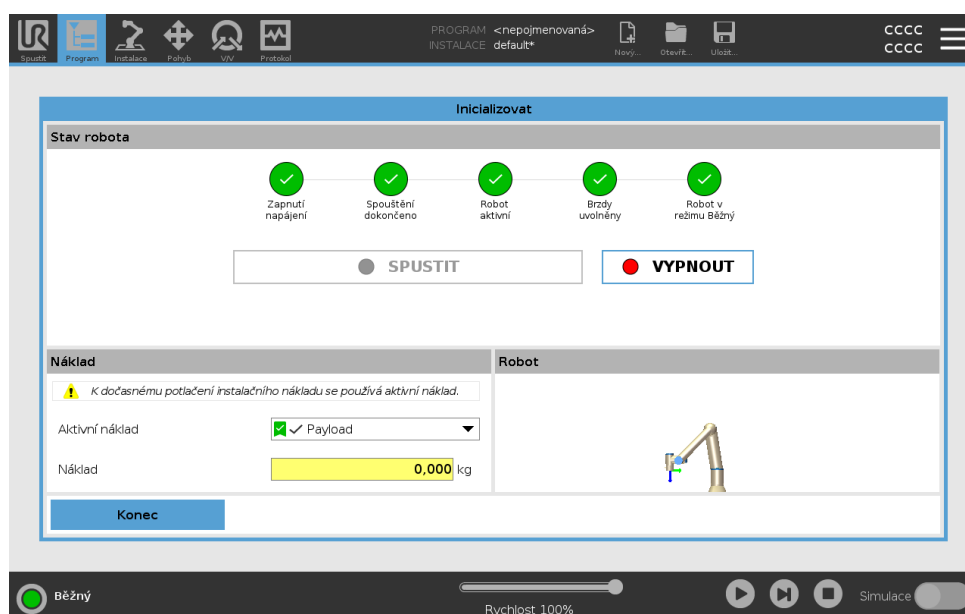 UR
PROGRAM <nepojmenovaná>
INSTALACE default*
CCCC
CCCC
Spustit
Program
Instalace
Pohyb
V/V
Protokol
Nový...
Otevřít...
Uložit...
Inicializovat
Stav robota
Zapnutí napájení
Spouštění dokončeno
Robot aktivní
Brzdy uvolněny
Robot v režimu Běžný
SPUSTIT
VYPNOUT
Náklad
Robot
K dočasnému potlačení instalačního nákladu se používá aktivní náklad.
Aktivní náklad
Payload
Náklad
0,000 kg
Konec
Běžný
Rychlost 100%
Simulace